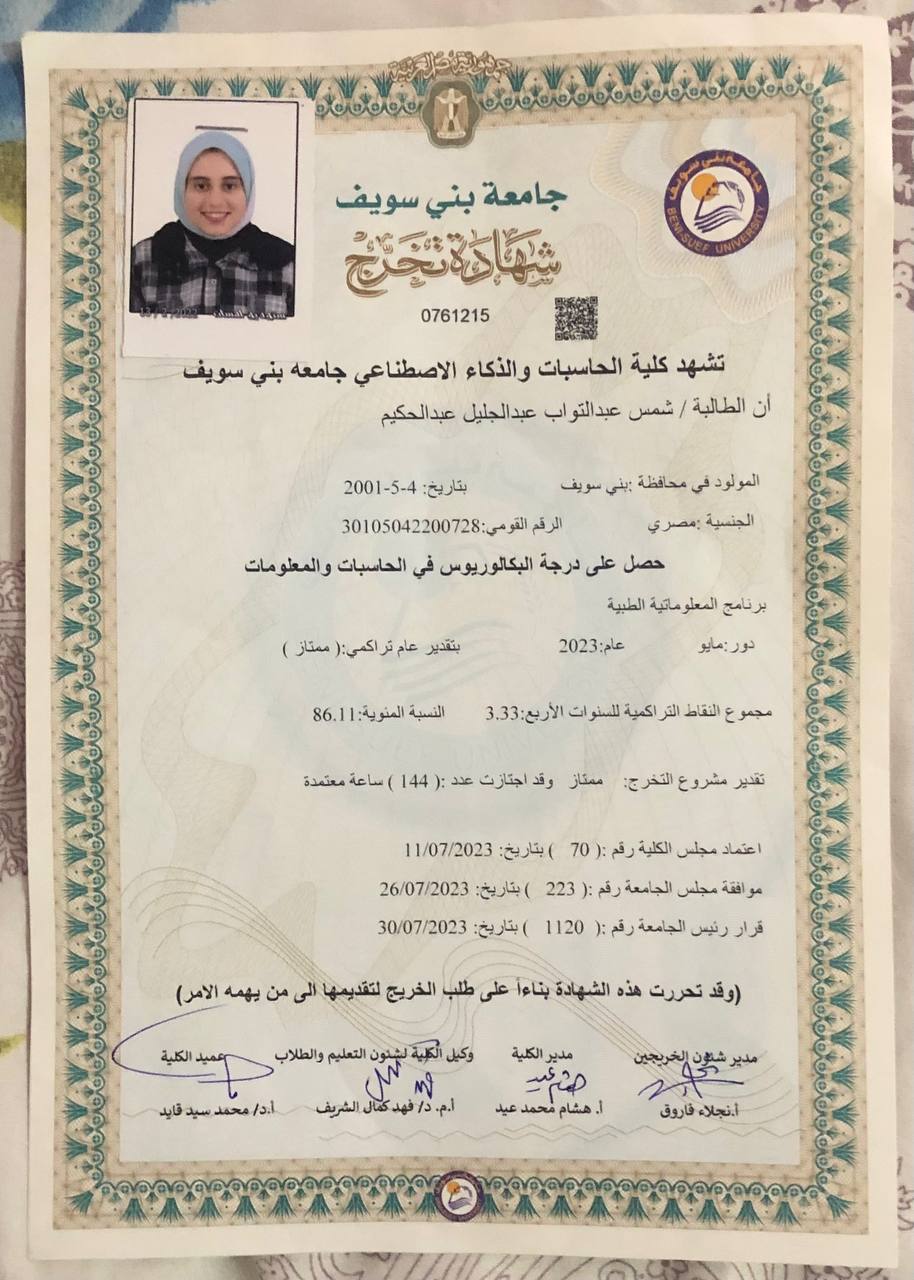 جمهورية مصر العربية
جامعة بني سويف
BENI-SUEF UNIVERSITY
جامعة بني سويف
شهادة تخرج
0761215
تشهد كلية الحاسبات والذكاء الاصطناعي جامعه بني سويف
أن الطالبة / شمس عبدالتواب عبدالجليل عبدالحكيم
المولود في محافظة :بني سويف بتاريخ: 4-5-2001
الجنسية :مصري الرقم القومي:30105042200728
حصل على درجة البكالوريوس في الحاسبات والمعلومات
برنامج المعلوماتية الطبية
دور:مايو عام:2023 بتقدير عام تراكمي:( ممتاز )
مجموع النقاط التراكمية للسنوات الأربع:3.33 النسبة المئوية:86.11
تقدير مشروع التخرج: ممتاز وقد اجتازت عدد :( 144 ) ساعة معتمدة
اعتماد مجلس الكلية رقم :( 70 ) بتاريخ: 11/07/2023
موافقة مجلس الجامعة رقم :( 223 ) بتاريخ: 26/07/2023
قرار رئيس الجامعة رقم :( 1120 ) بتاريخ: 30/07/2023
(وقد تحررت هذه الشهادة بناءأ على طلب الخريج لتقديمها الى من يهمه الامر)
مدير شئون الخريجين مدير الكلية وكيل الكلية لشئون التعليم والطلاب عميد الكلية
أ.نجلاء فاروق أ. هشام محمد عيد أ.م. د/ فهد كمال الشريف أ.د/ محمد سيد قايد